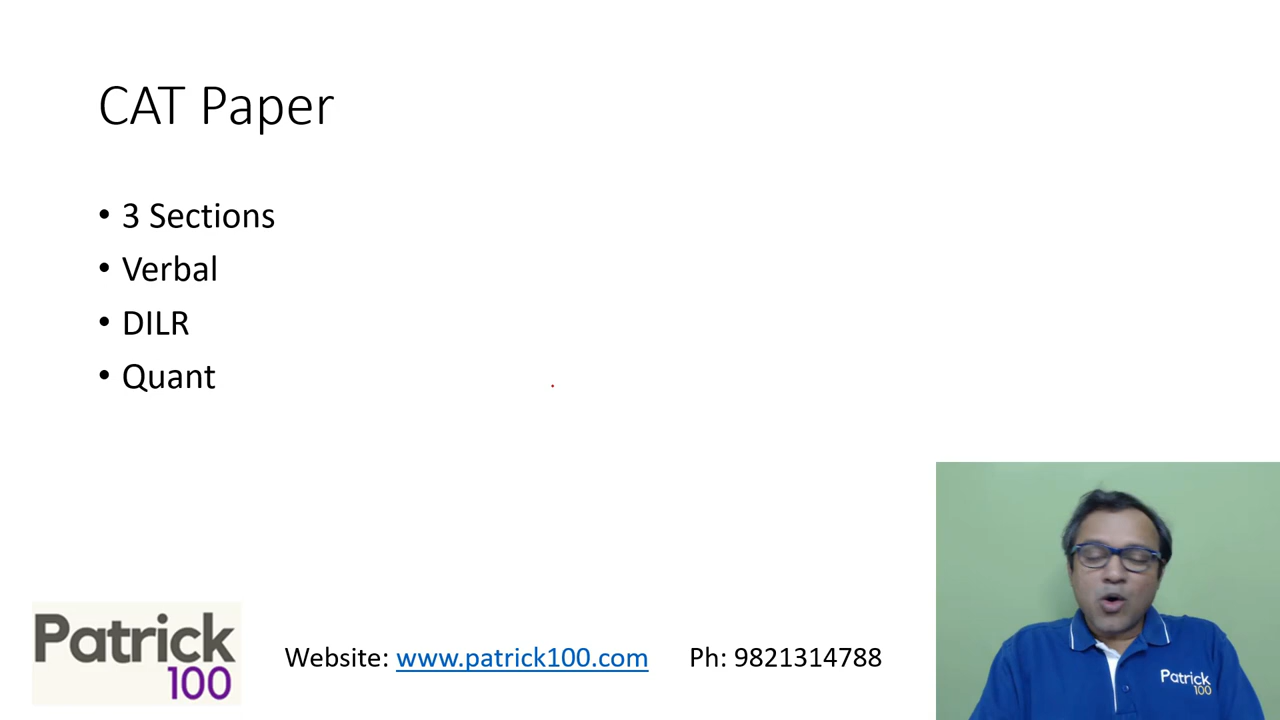 CAT Paper
• 3 Sections
• Verbal
• DILR
• Quant
Patrick
100
Website: www.patrick100.com Ph: 9821314788
Patrick
100